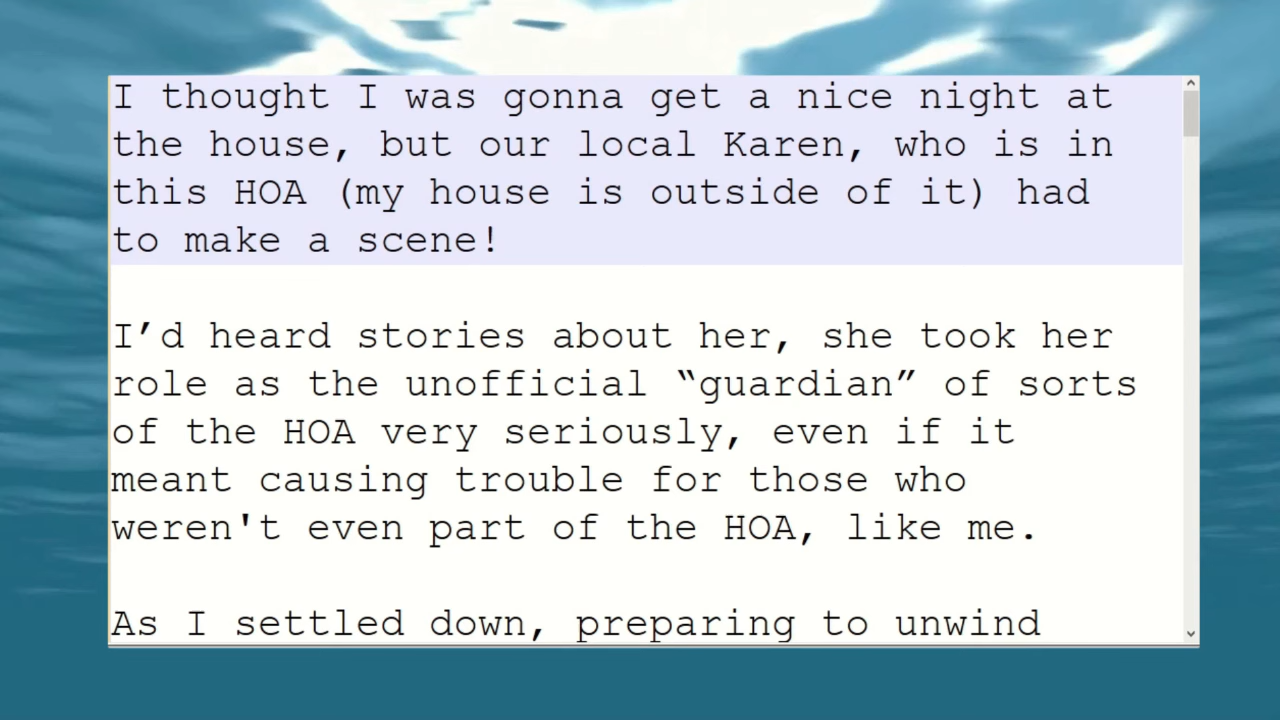 I thought I was gonna get a nice night at
the house, but our local Karen, who is in
this HOA (my house is outside of it) had
to make a scene!
I’d heard stories about her, she took her
role as the unofficial “guardian” of sorts
of the HOA very seriously, even if it
meant causing trouble for those who
weren't even part of the HOA, like me.
As I settled down, preparing to unwind